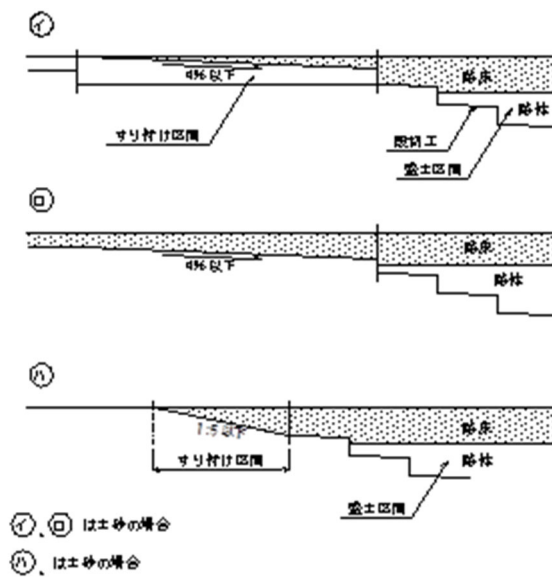 イ
4% 以下
路床
すり付け区間
段切工
路体
盛土区間
ロ
4% 以下
路床
路体
ハ
1:5 以下
路床
すり付け区間
路体
盛土区間
イ、ロ は土砂の場合
ハ、は土砂の場合